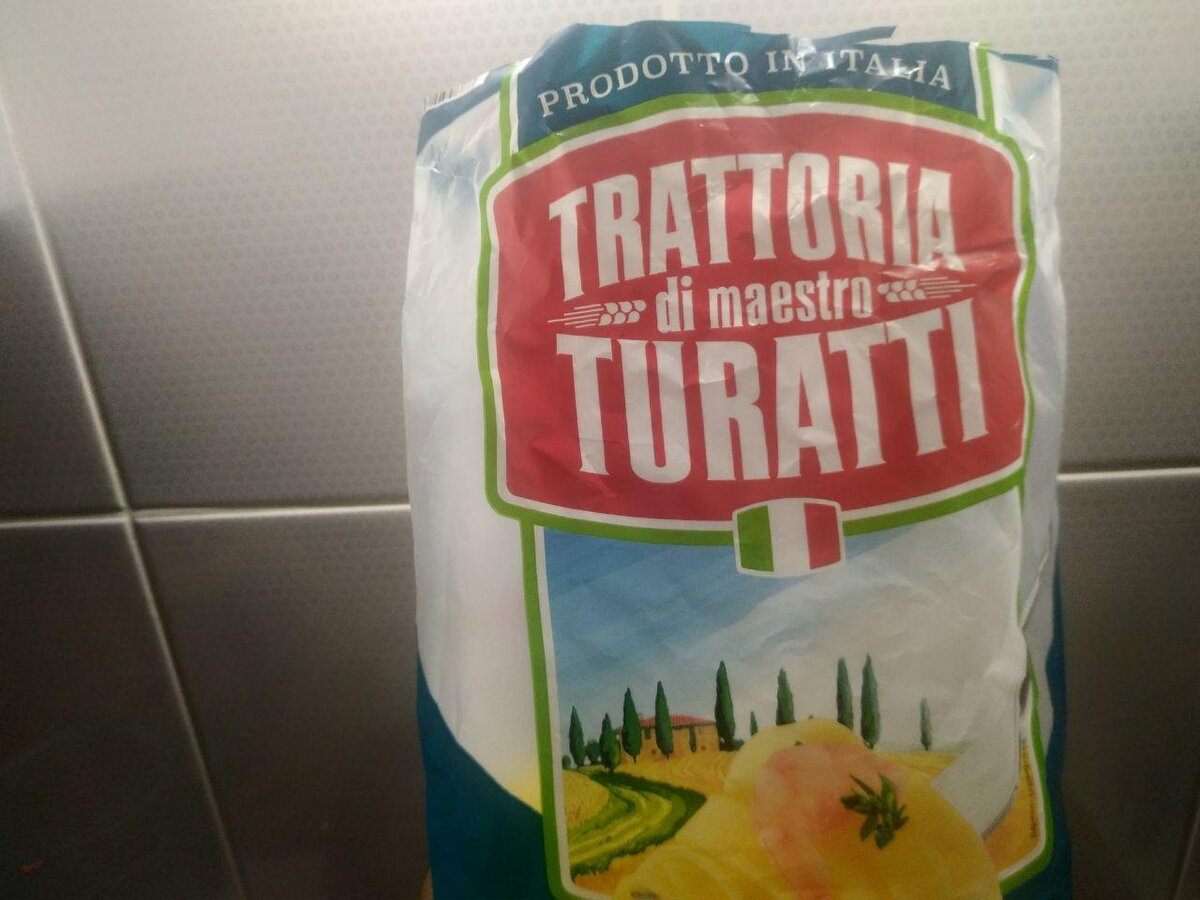 PRODOTTO IN ITALIA
TRATTORIA
di maestro
TURATTI